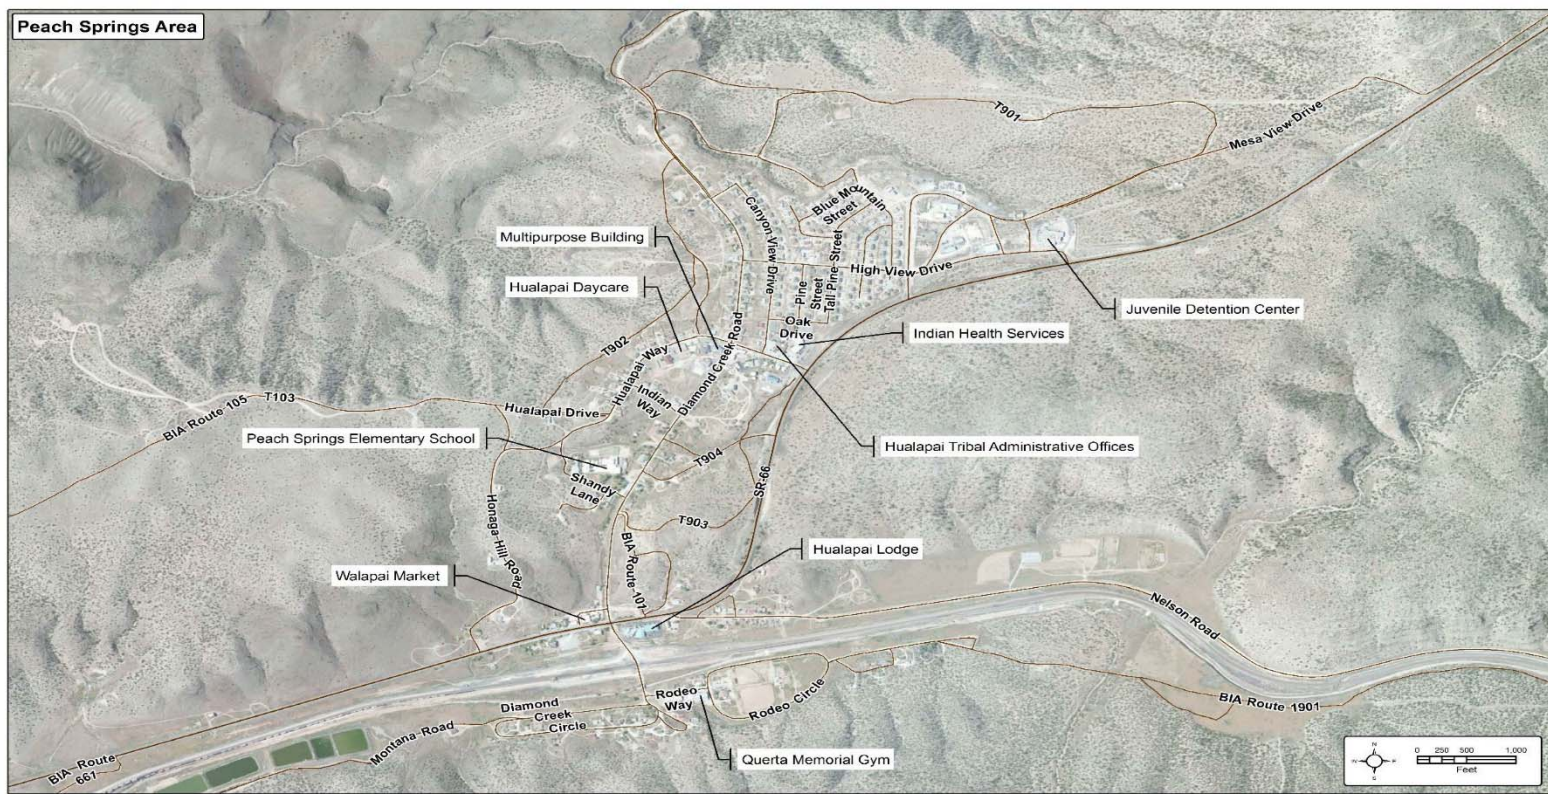 Peach Springs Area
T901
Mesa View Drive
Blue Mountain
Street
Canyon View Drive
Multipurpose Building
Tall Pine Street
High View Drive
Hualapai Daycare
Pine
Street
Juvenile Detention Center
Oak
Drive
Indian Health Services
T902
Hualapai Way
Diamond Creek Road
Indian
Way
T103
BIA Route 105
Hualapai Drive
Peach Springs Elementary School
Hualapai Tribal Administrative Offices
T904
SR-66
Shandy
Lane
Honaga Hill Road
T903
BIA Route 101
Hualapai Lodge
Walapai Market
Nelson Road
Rodeo
Way
Rodeo Circle
BIA Route 1901
Diamond
Creek
Circle
Montana Road
BIA Route
661
Querta Memorial Gym
N
W E
S
0 250 500 1,000
Feet